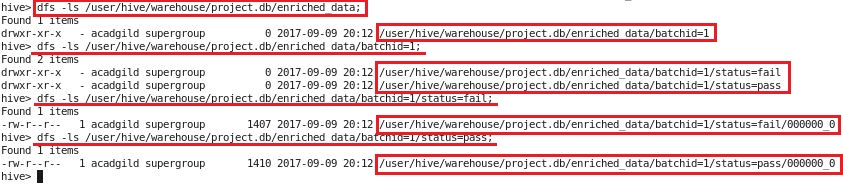 hive> dfs -ls /user/hive/warehouse/project.db/enriched_data;
Found 1 items
drwxr-xr-x   - acadgild supergroup          0 2017-09-09 20:12 /user/hive/warehouse/project.db/enriched_data/batchid=1
hive> dfs -ls /user/hive/warehouse/project.db/enriched_data/batchid=1;
Found 2 items
drwxr-xr-x   - acadgild supergroup          0 2017-09-09 20:12 /user/hive/warehouse/project.db/enriched_data/batchid=1/status=fail
drwxr-xr-x   - acadgild supergroup          0 2017-09-09 20:12 /user/hive/warehouse/project.db/enriched_data/batchid=1/status=pass
hive> dfs -ls /user/hive/warehouse/project.db/enriched_data/batchid=1/status=fail;
Found 1 items
-rw-r--r--   1 acadgild supergroup       1407 2017-09-09 20:12 /user/hive/warehouse/project.db/enriched_data/batchid=1/status=fail/000000_0
hive> dfs -ls /user/hive/warehouse/project.db/enriched_data/batchid=1/status=pass;
Found 1 items
-rw-r--r--   1 acadgild supergroup       1410 2017-09-09 20:12 /user/hive/warehouse/project.db/enriched_data/batchid=1/status=pass/000000_0
hive>